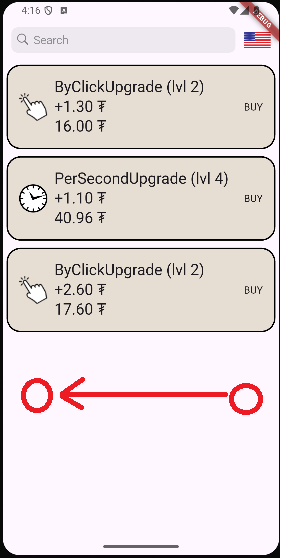 4:16
DEBUG
Search
ByClickUpgrade (lvl 2)
+1.30 ₮
16.00 ₮
BUY
PerSecondUpgrade (lvl 4)
+1.10 ₮
40.96 ₮
BUY
ByClickUpgrade (lvl 2)
+2.60 ₮
17.60 ₮
BUY